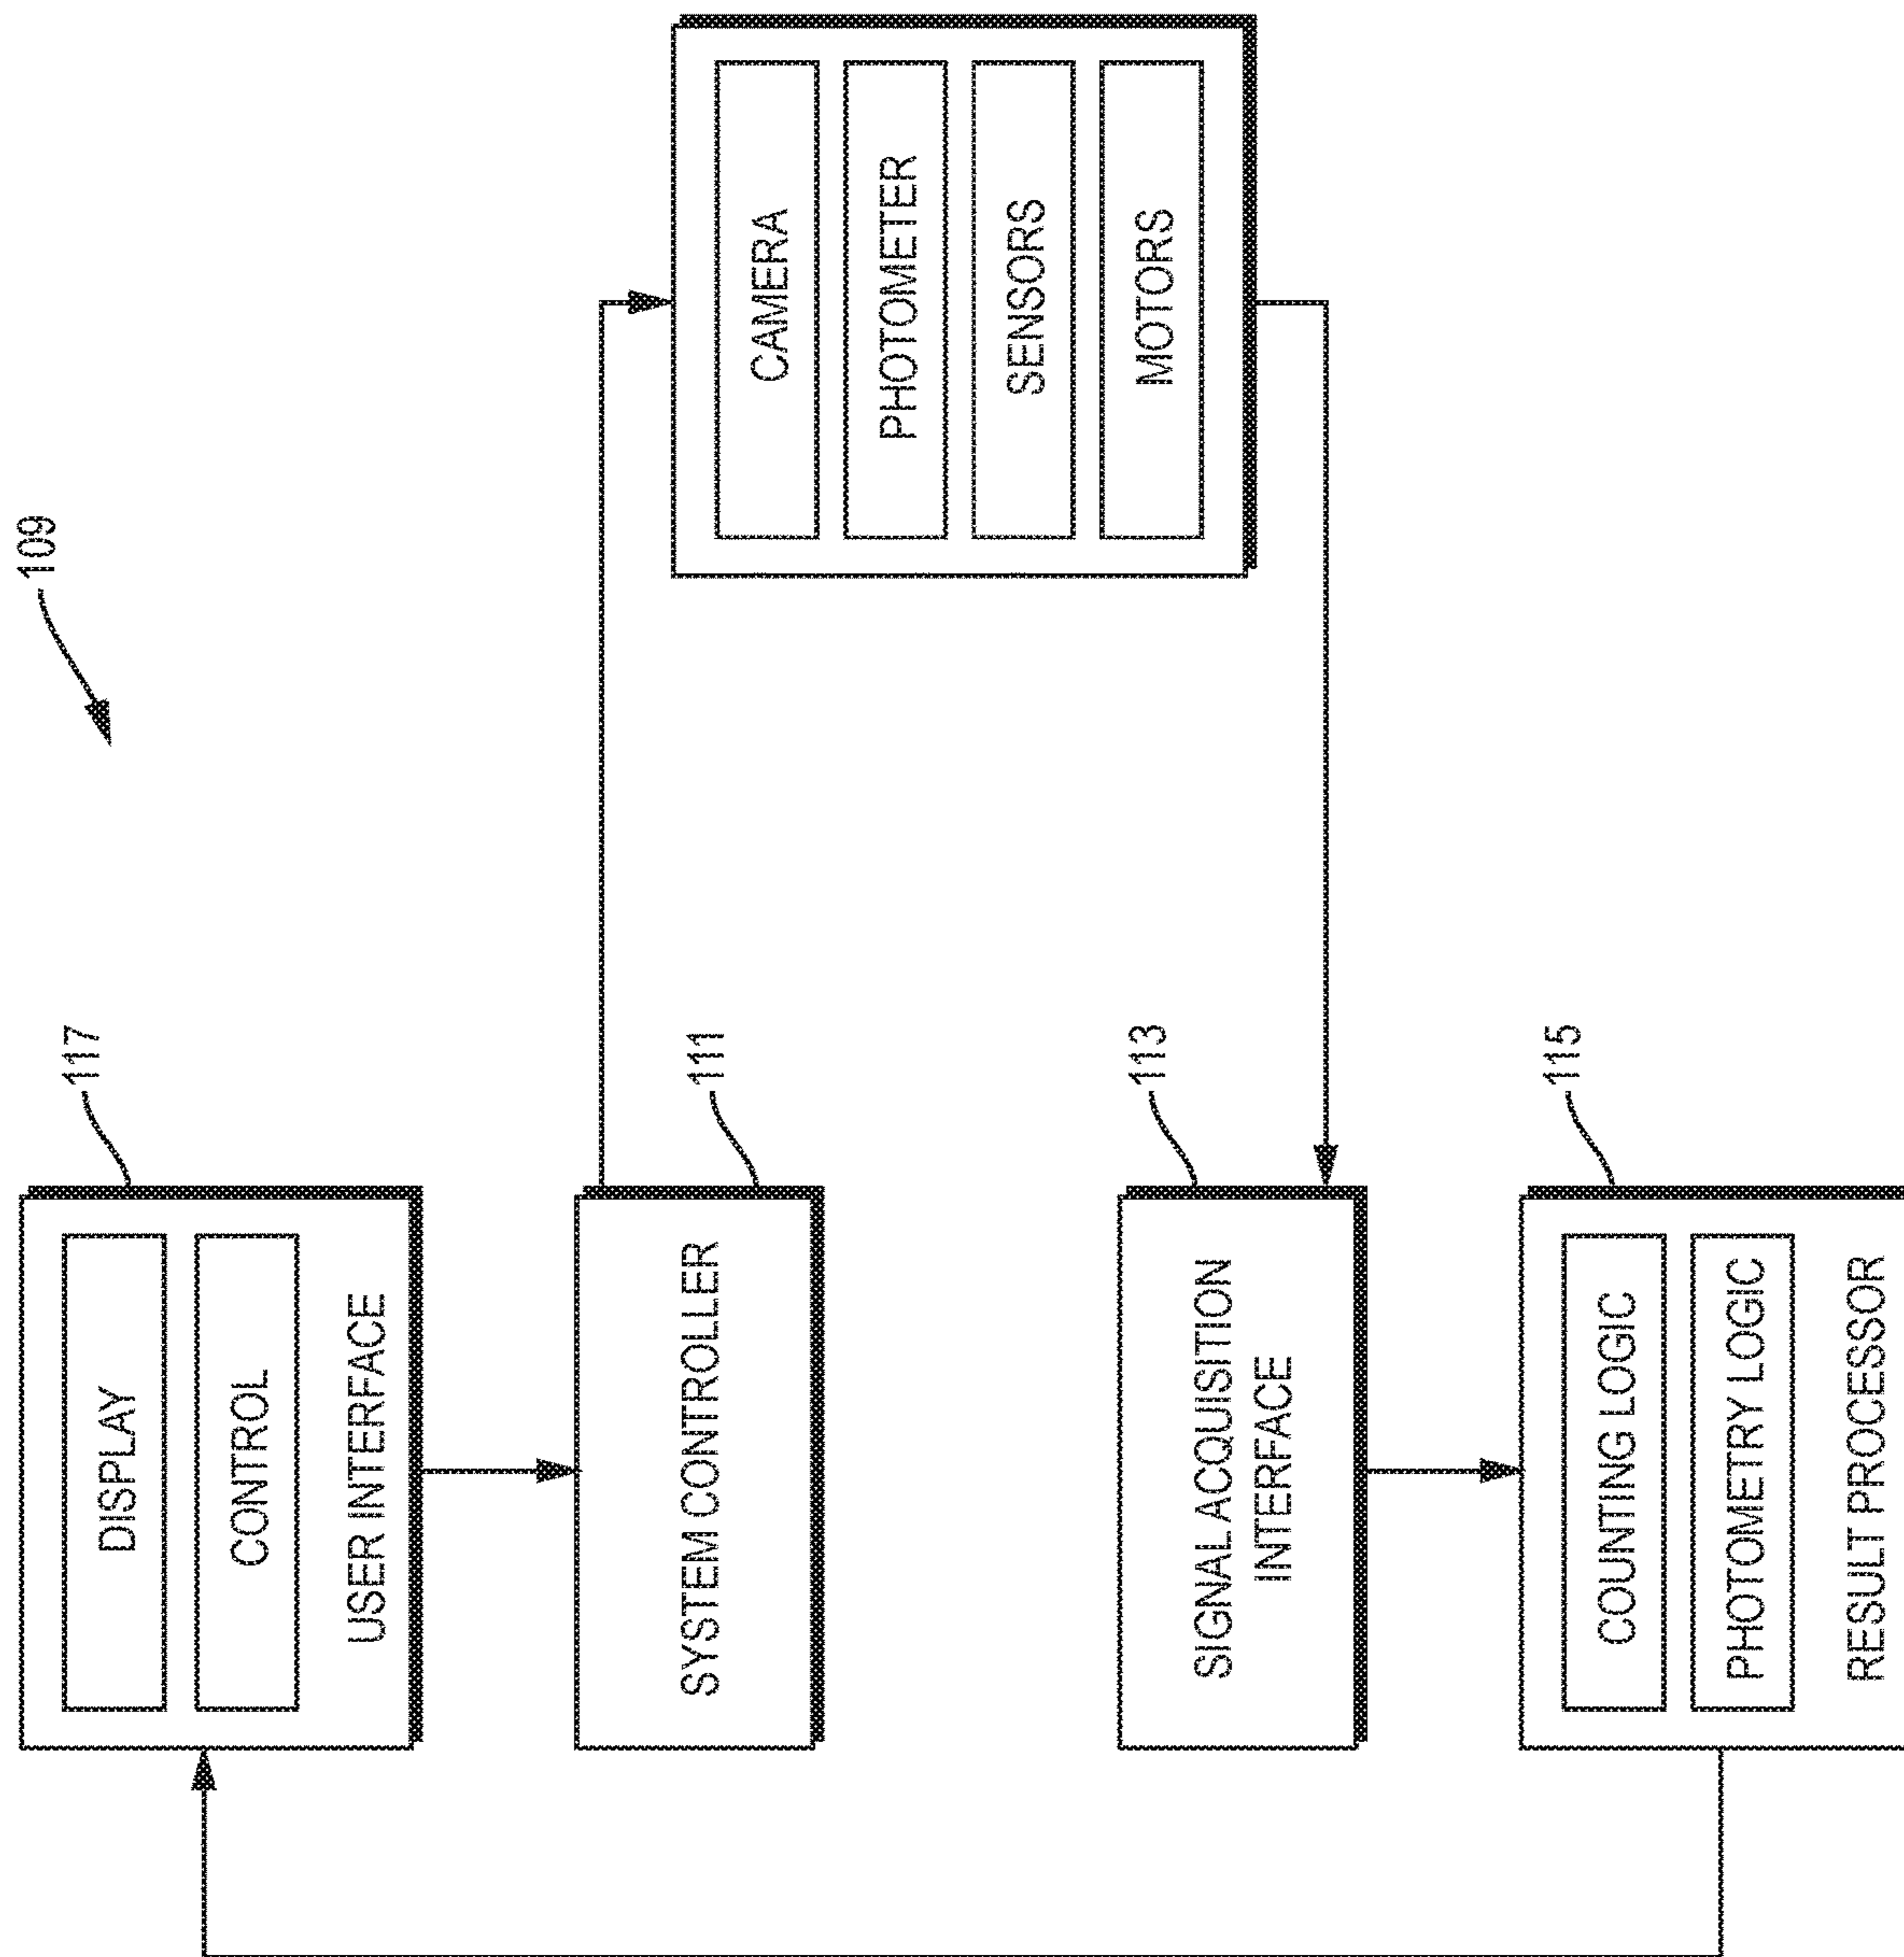 109
117
DISPLAY
CONTROL
USER INTERFACE
111
SYSTEM CONTROLLER
CAMERA
PHOTOMETER
SENSORS
MOTORS
113
SIGNAL ACQUISITION
INTERFACE
115
COUNTING LOGIC
PHOTOMETRY LOGIC
RESULT PROCESSOR